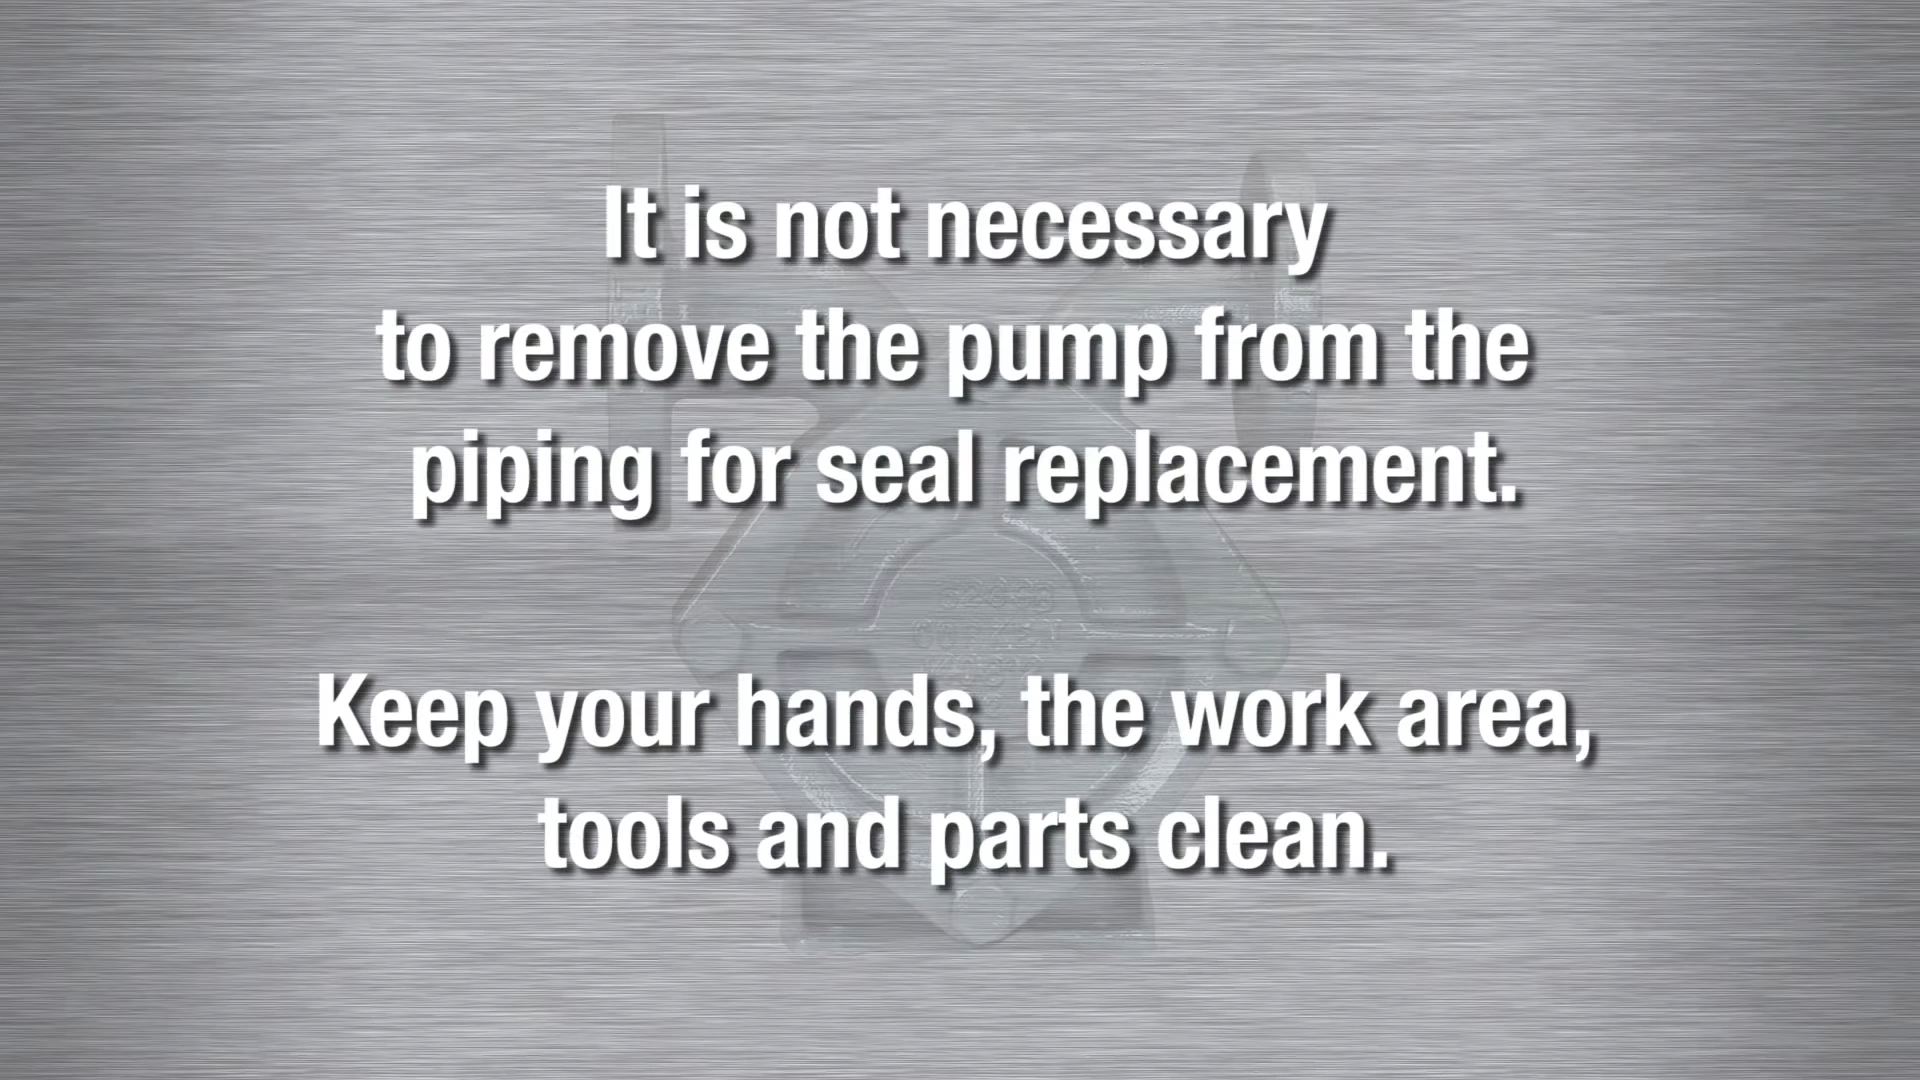 It is not necessary
to remove the pump from the
piping for seal replacement.
Keep your hands, the work area,
tools and parts clean.